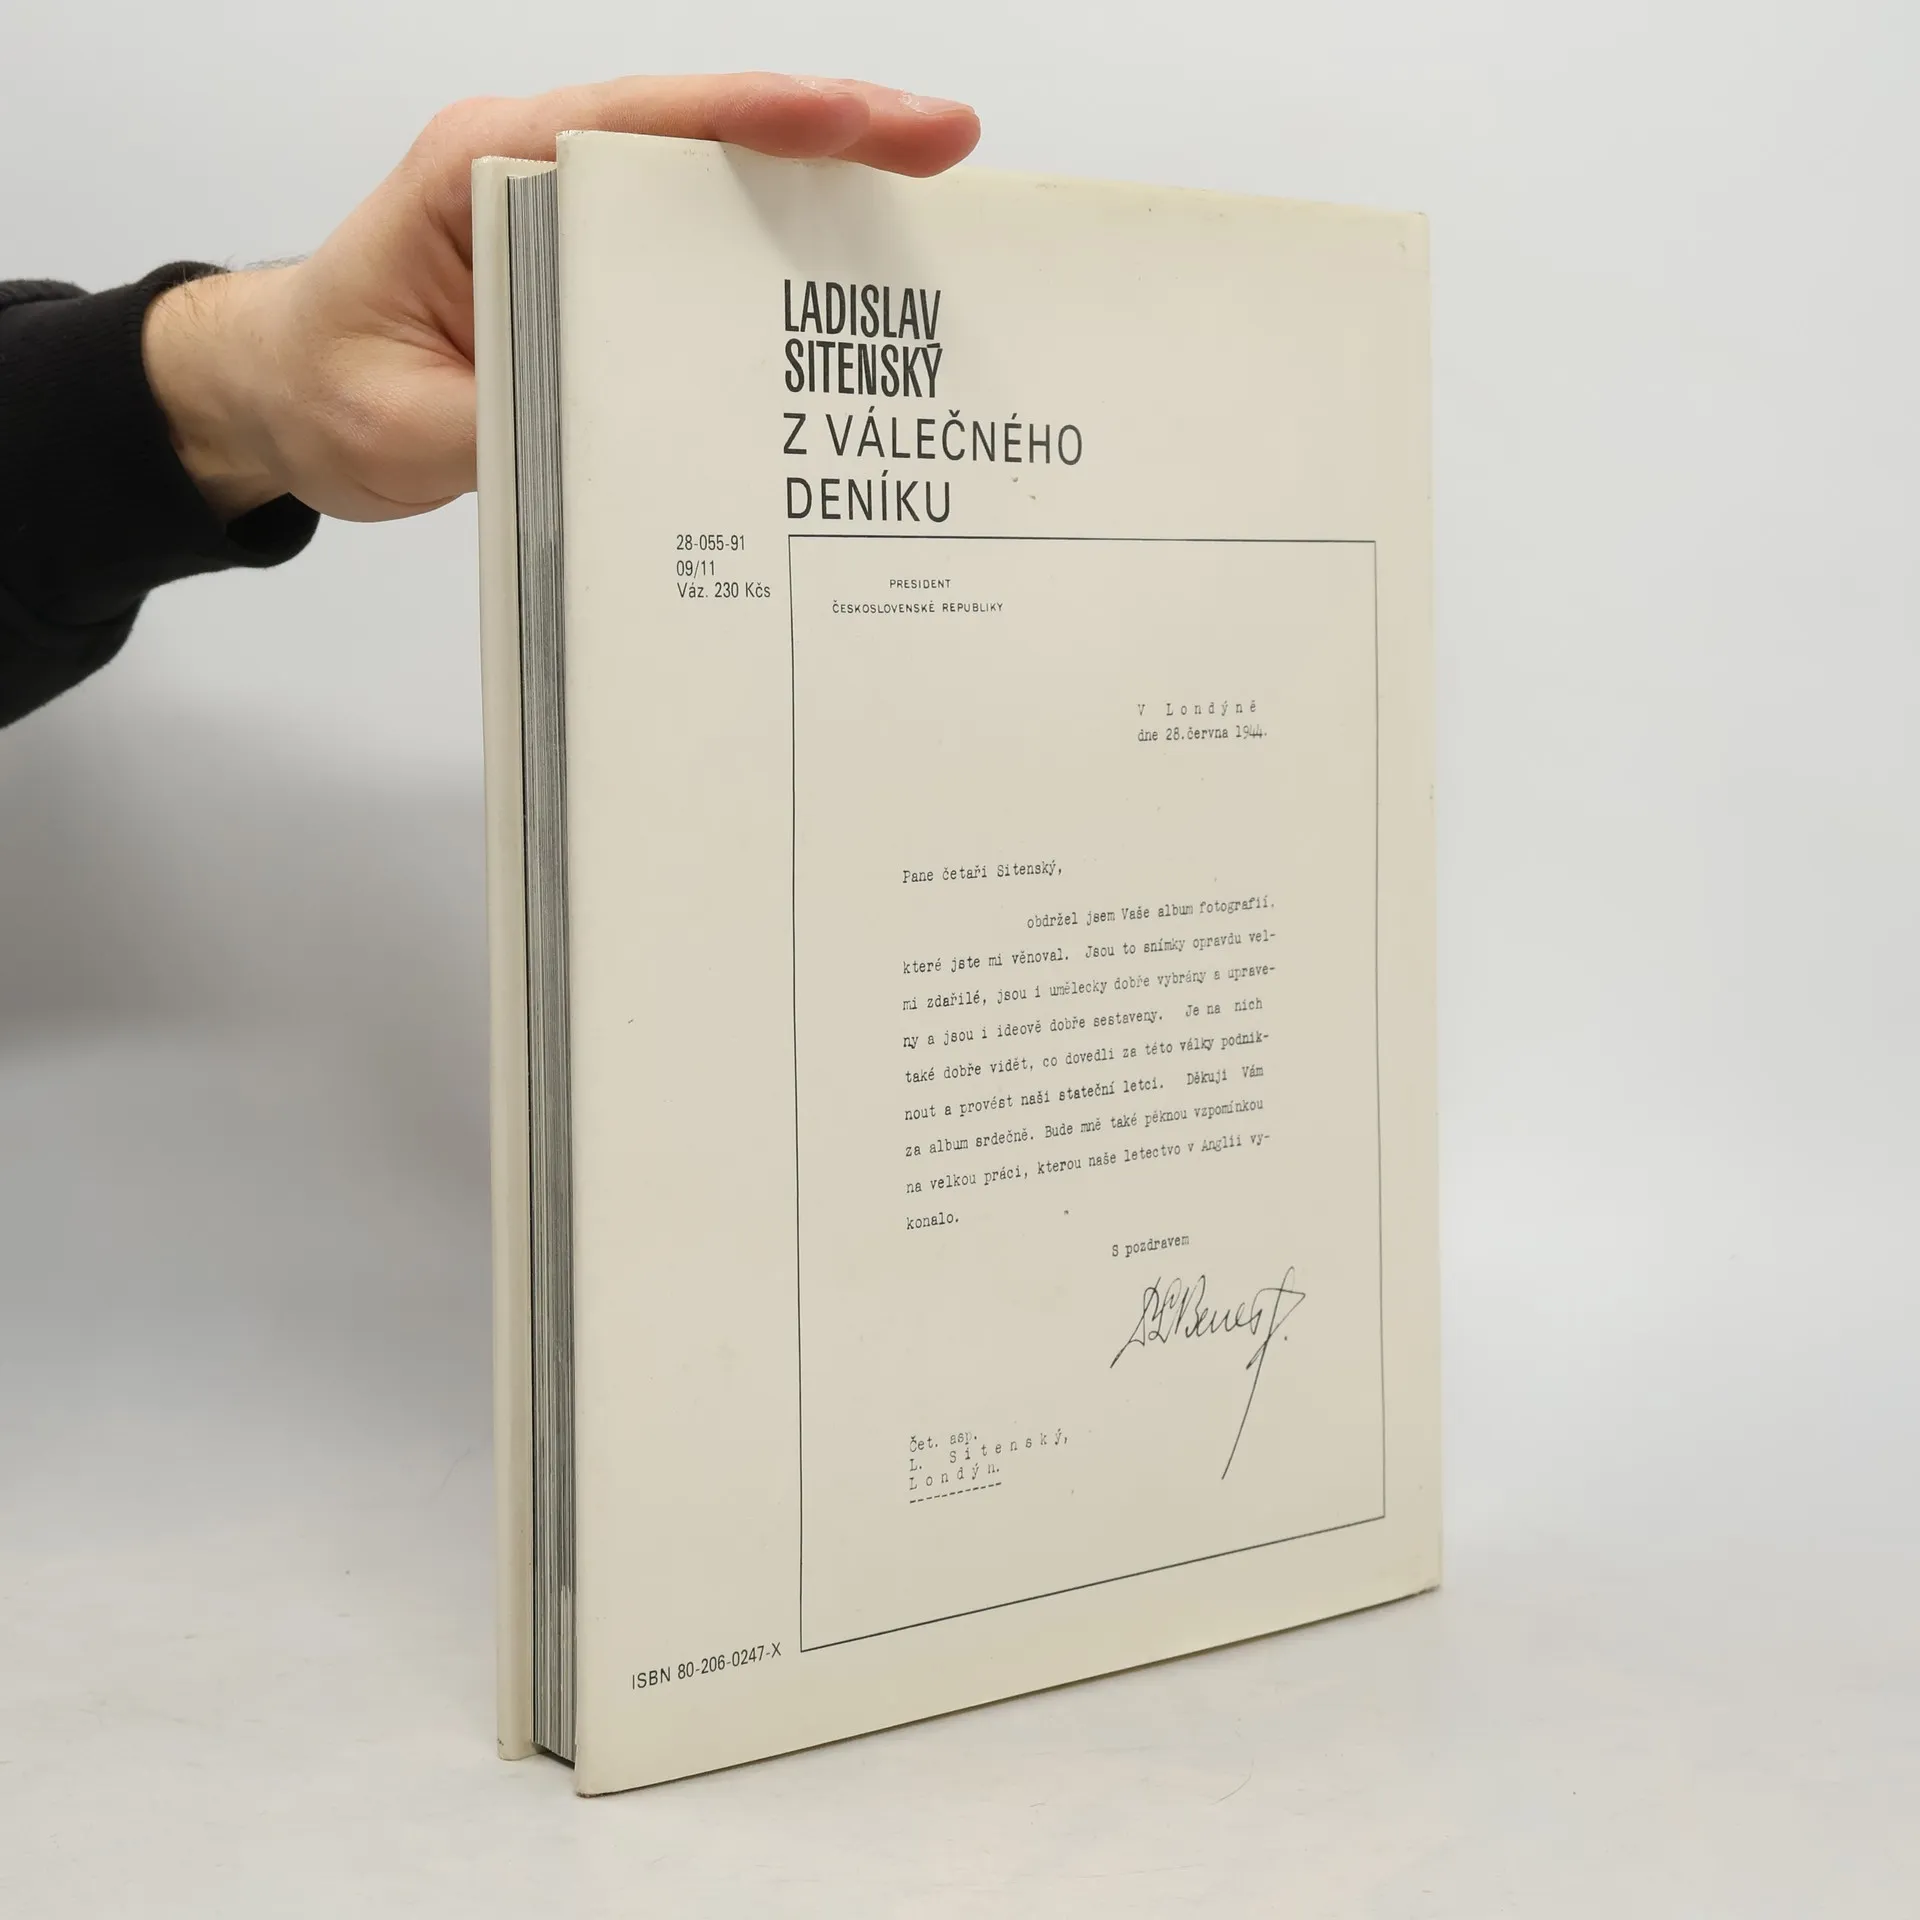 LADISLAV
SITENSKÝ
Z VÁLEČNÉHO
DENÍKU
28-055-91
09/11
Váz. 230 Kčs
PRESIDENT
ČESKOSLOVENSKÉ REPUBLIKY
V Londýně
dne 28.června 1944.
Pane četaři Sitenský,
obdržel jsem Vaše album fotografií,
které jste mi věnoval. Jsou to snímky opravdu vel-
mi zdařilé, jsou i umělecky dobře vybrány a uprave-
ny a jsou i ideově dobře sestaveny. Je na nich
také dobře vidět, co dovedli za této války podnik-
nout a provést naši stateční letci. Děkuji Vám
za album srdečně. Bude mně také pěknou vzpomínkou
na velkou práci, kterou naše letectvo v Anglii vy-
konalo.
S pozdravem
Čet. asp.
L. Sitenský,
Londýn.
ISBN 80-206-0247-X